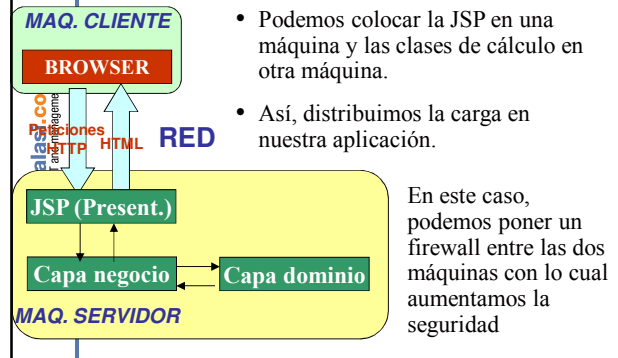 MAQ. CLIENTE
BROWSER
Peticiones
HTTP
HTML
RED
JSP (Present.)
Capa negocio
Capa dominio
MAQ. SERVIDOR
• Podemos colocar la JSP en una
máquina y las clases de cálculo en
otra máquina.
• Así, distribuimos la carga en
nuestra aplicación.
En este caso,
podemos poner un
firewall entre las dos
máquinas con lo cual
aumentamos la
seguridad